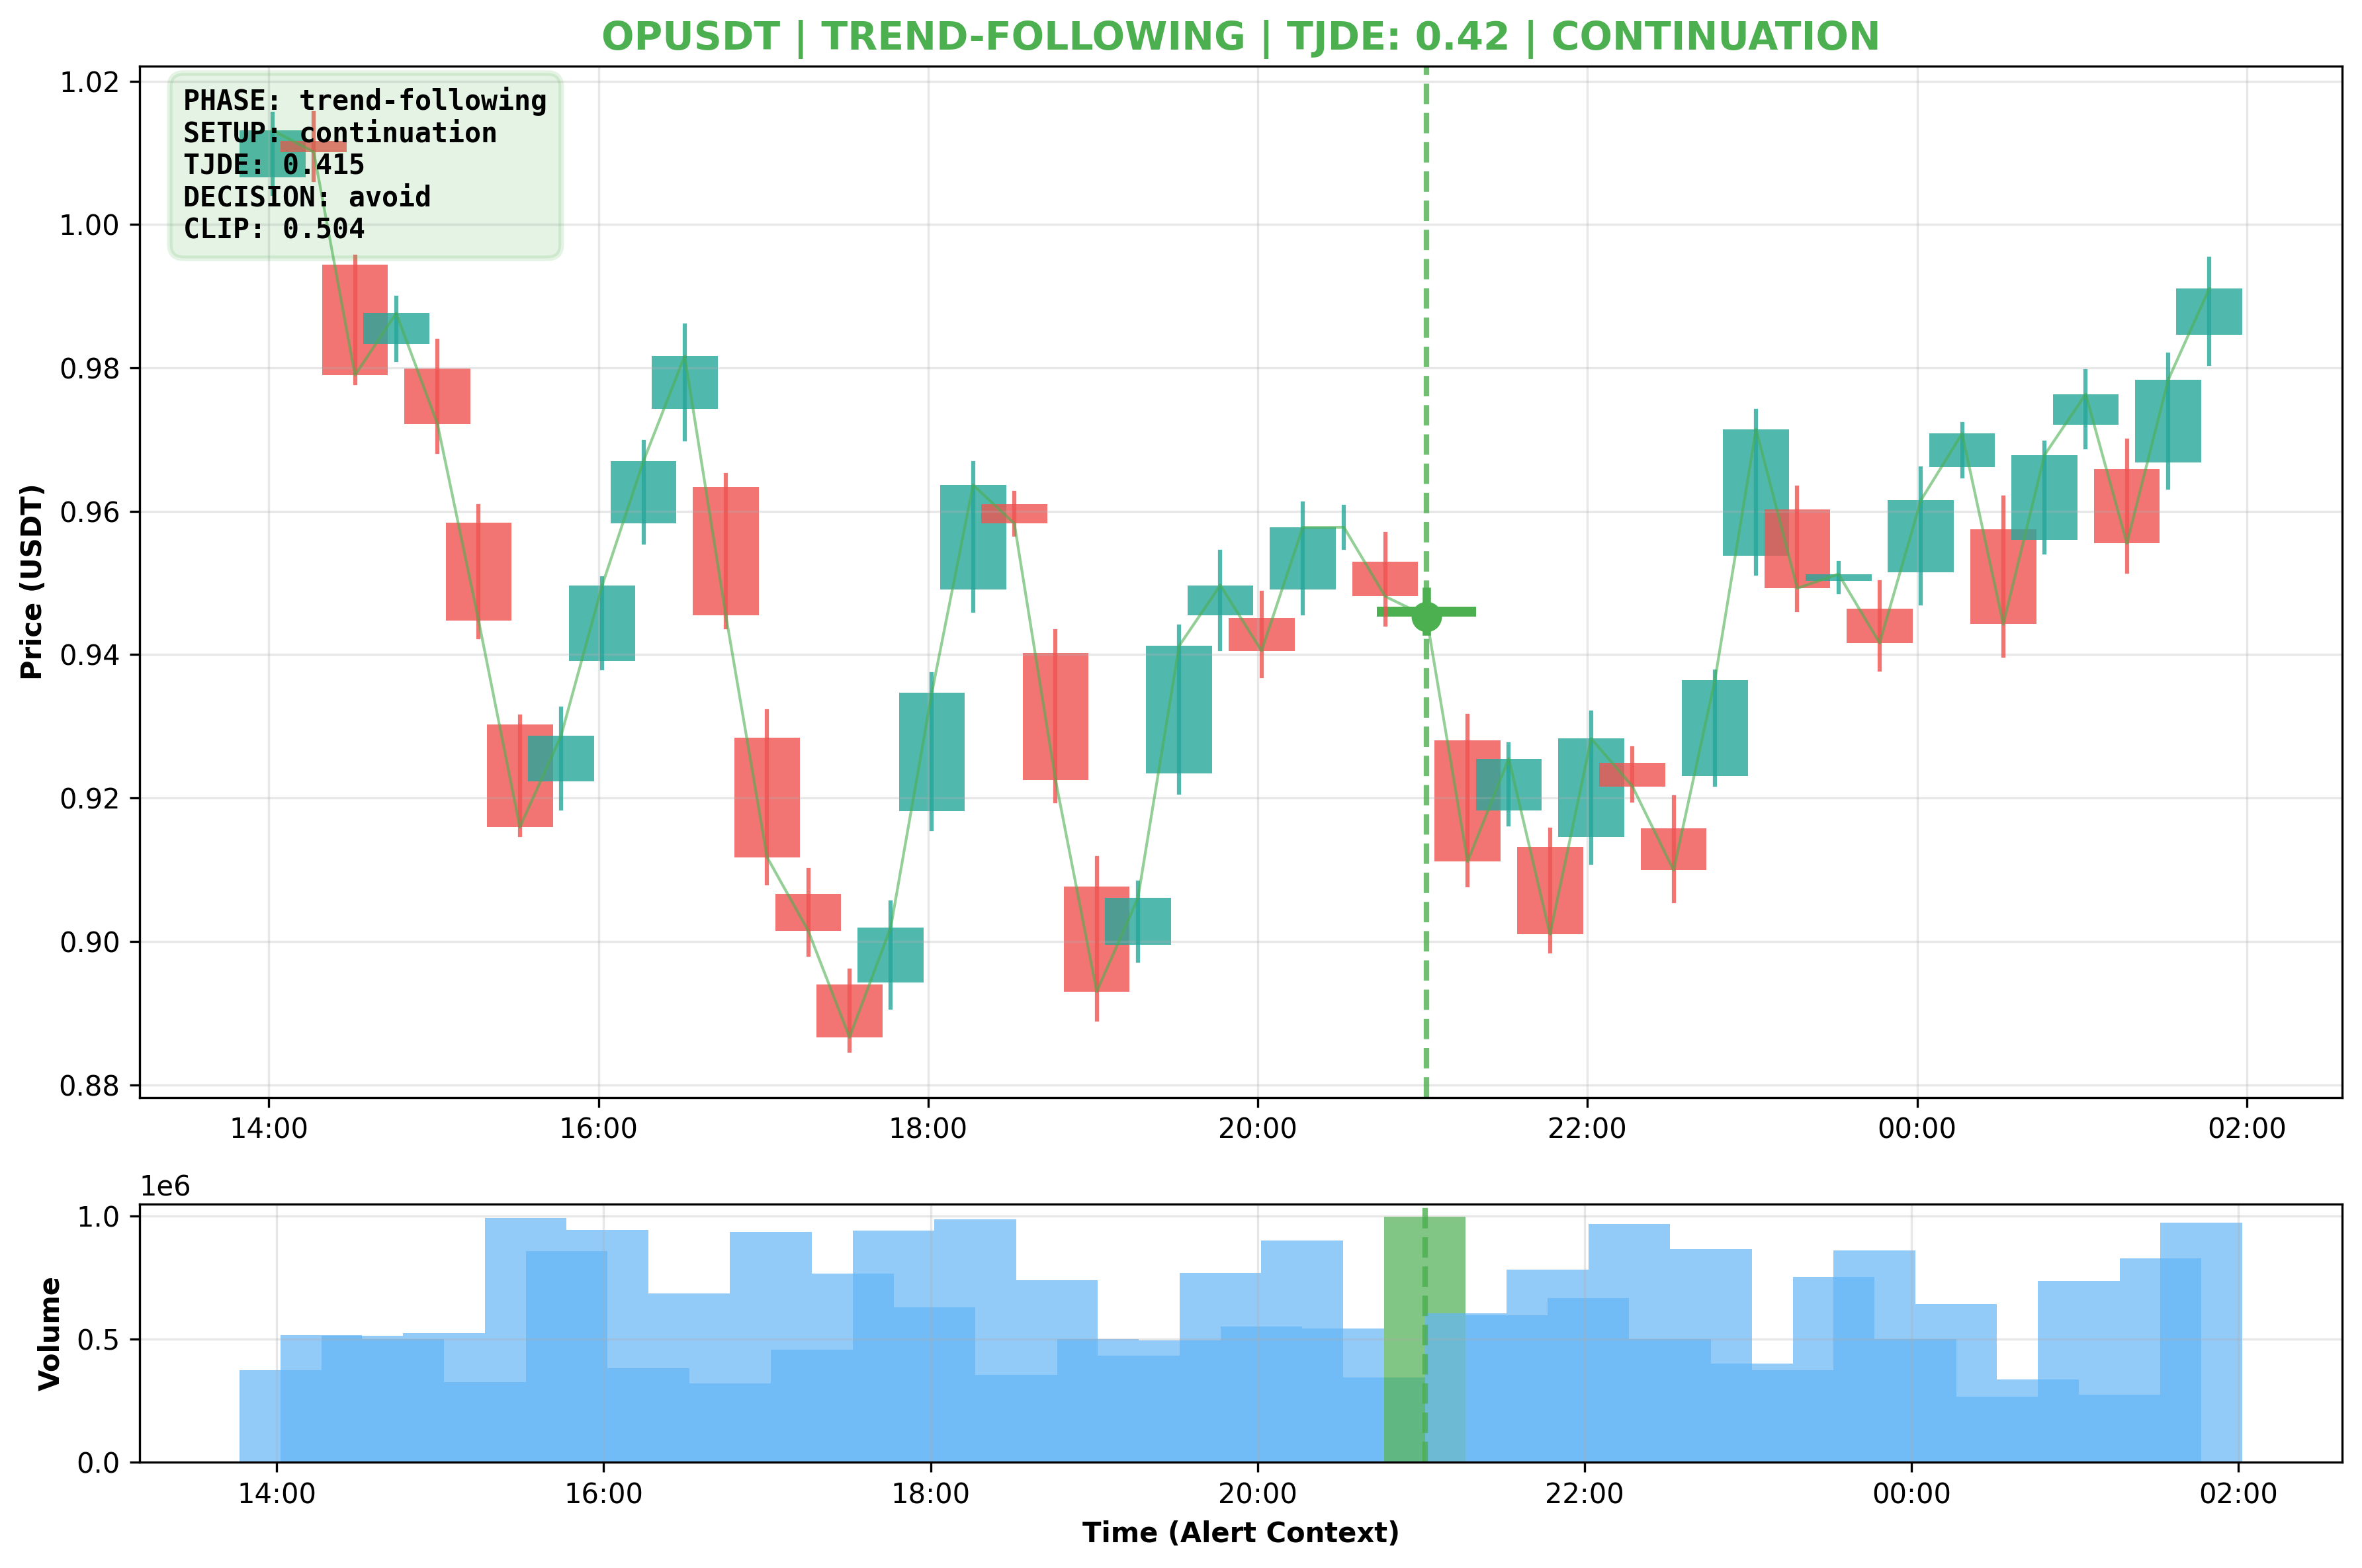 OPUSDT | TREND-FOLLOWING | TJDE: 0.42 | CONTINUATION
PHASE: trend-following
SETUP: continuation
TJDE: 0.415
DECISION: avoid
CLIP: 0.504
Price (USDT)
1.02
1.00
0.98
0.96
0.94
0.92
0.90
0.88
14:00 16:00 18:00 20:00 22:00 00:00 02:00
1e6
Volume
1.0
0.5
0.0
14:00 16:00 18:00 20:00 22:00 00:00 02:00
Time (Alert Context)